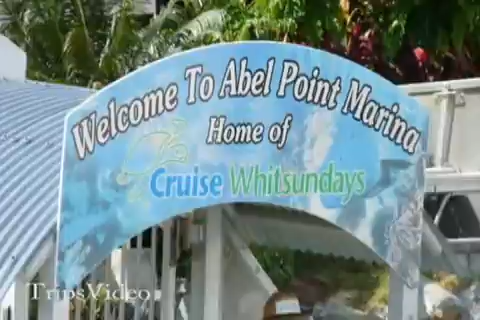 Welcome To Abel Point Marina
Home of
Cruise Whitsundays
TripsVideo